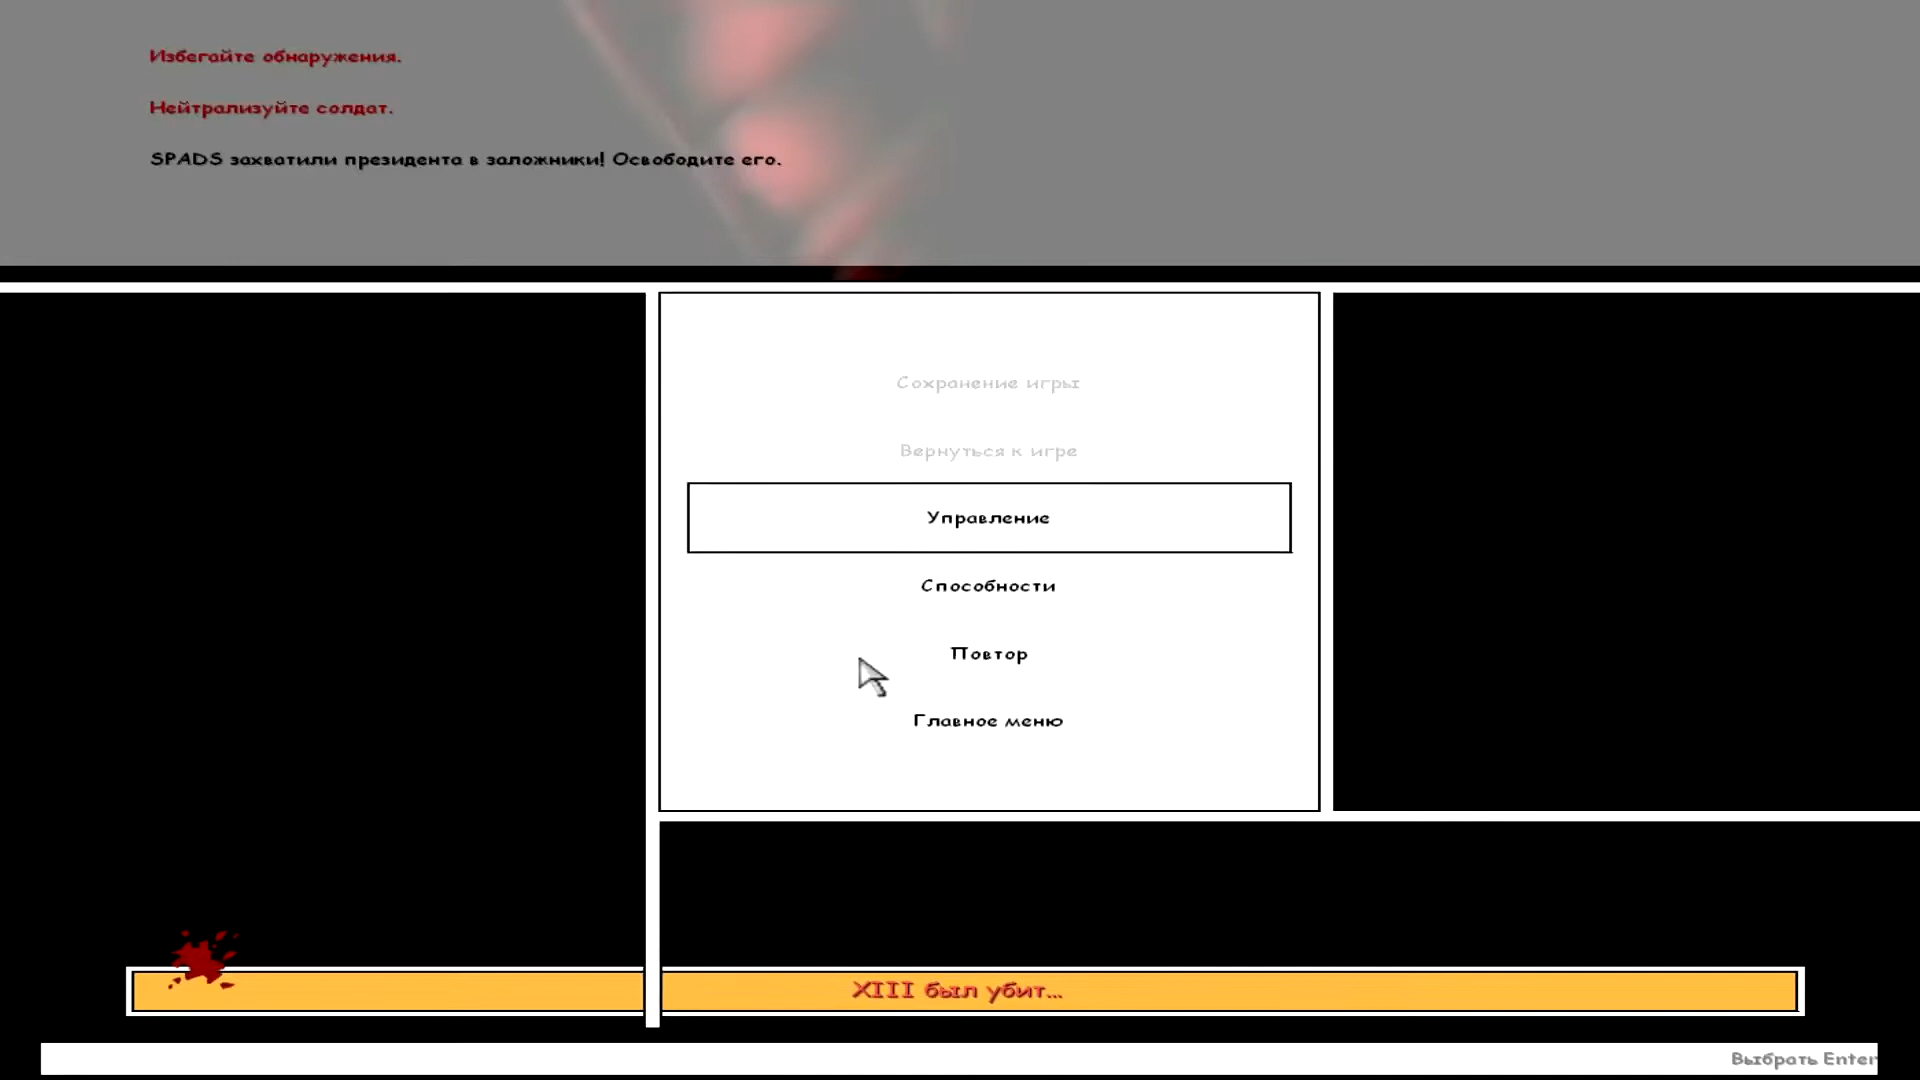 Избегайте обнаружения.
Нейтрализуйте солдат.
SPADS захватили президента в заложники! Освободите его.
Сохранение игры
Вернуться к игре
Управление
Способности
Повтор
Главное меню
XIII был убит...
Выбрать Enter